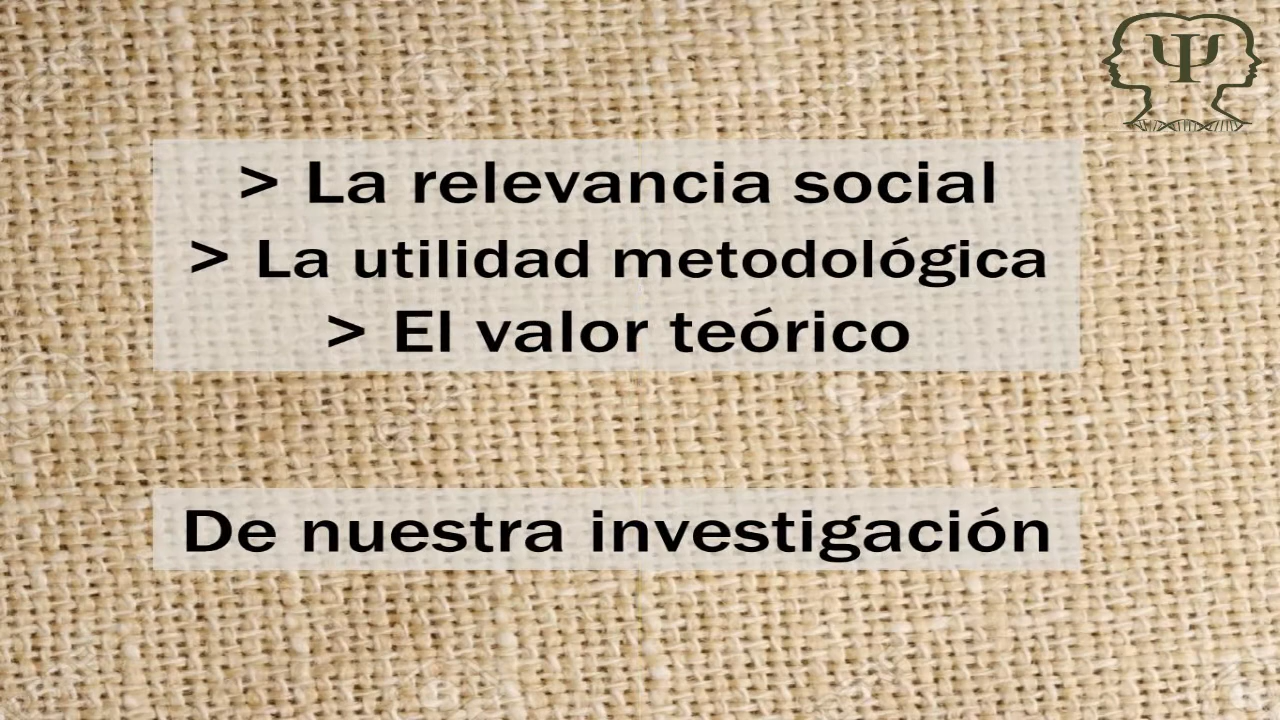 > La relevancia social
> La utilidad metodológica
> El valor teórico
De nuestra investigación